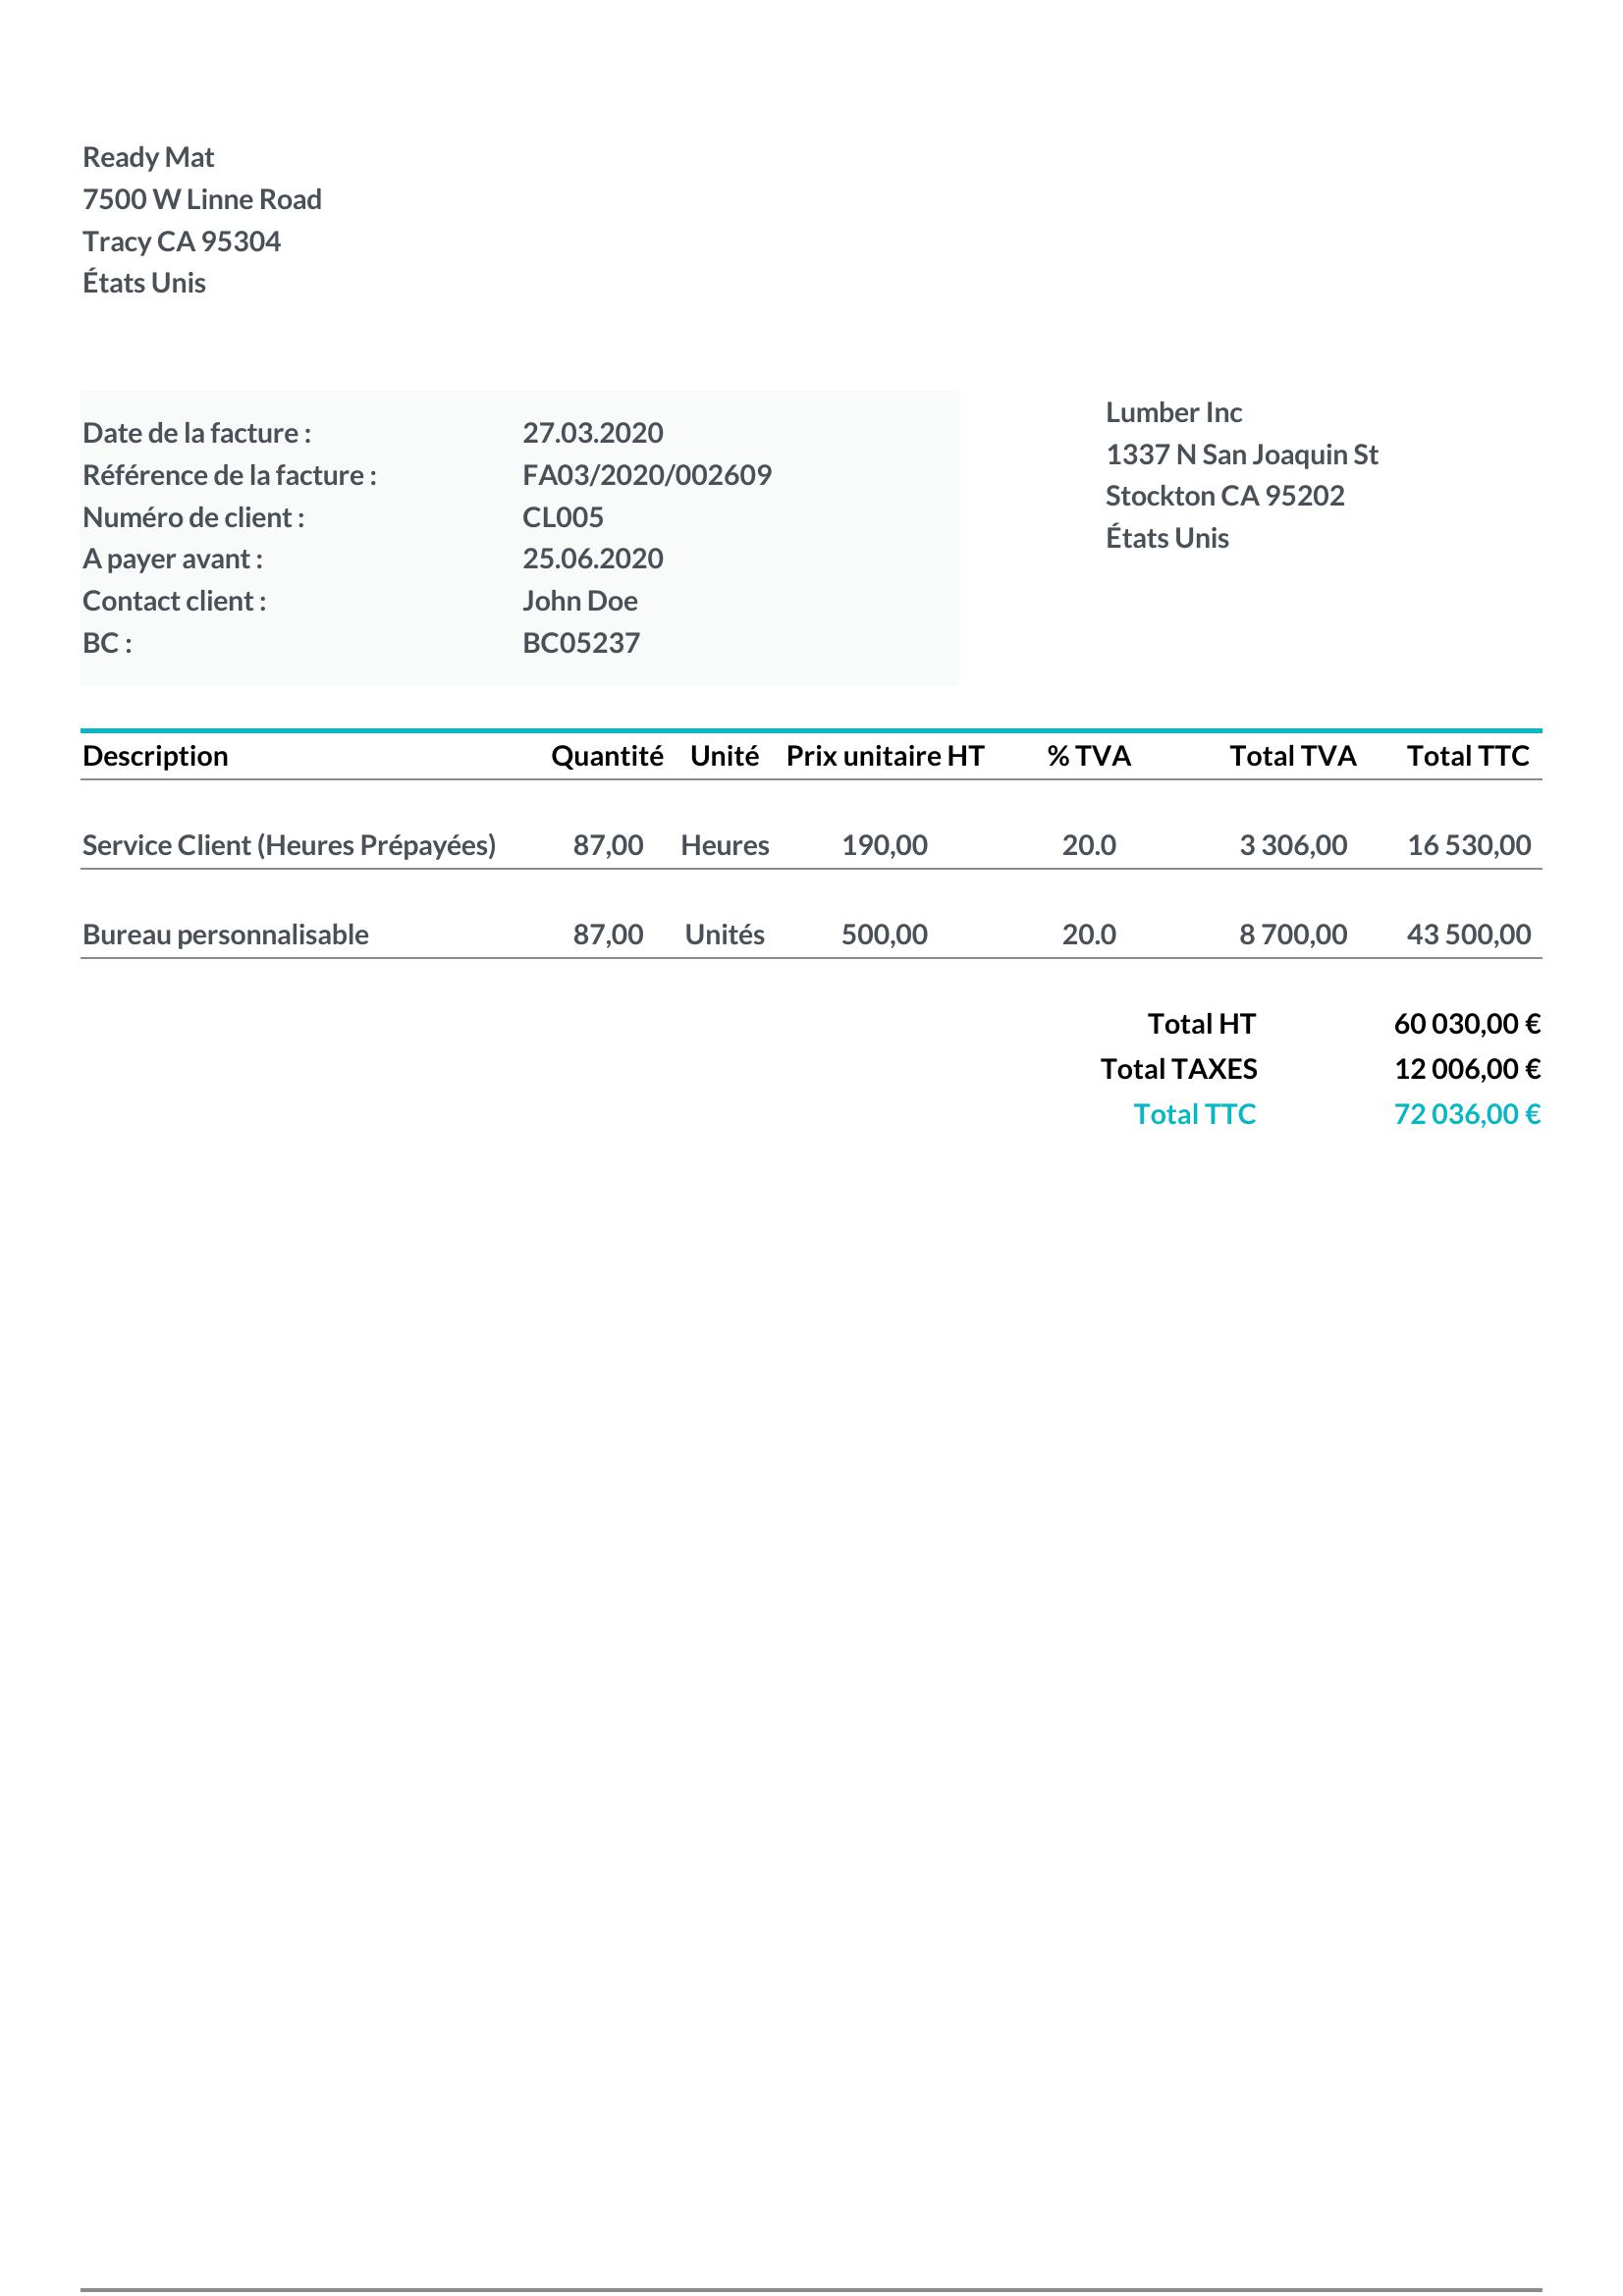 Ready Mat
7500 W Linne Road
Tracy CA 95304
États Unis
Lumber Inc
1337 N San Joaquin St
Stockton CA 95202
États Unis
Date de la facture : 27.03.2020
Référence de la facture : FA03/2020/002609
Numéro de client : CL005
A payer avant : 25.06.2020
Contact client : John Doe
BC : BC05237
Description Quantité Unité Prix unitaire HT % TVA Total TVA Total TTC
Service Client (Heures Prépayées) 87,00 Heures 190,00 20.0 3 306,00 16 530,00
Bureau personnalisable 87,00 Unités 500,00 20.0 8 700,00 43 500,00
Total HT 60 030,00 €
Total TAXES 12 006,00 €
Total TTC 72 036,00 €